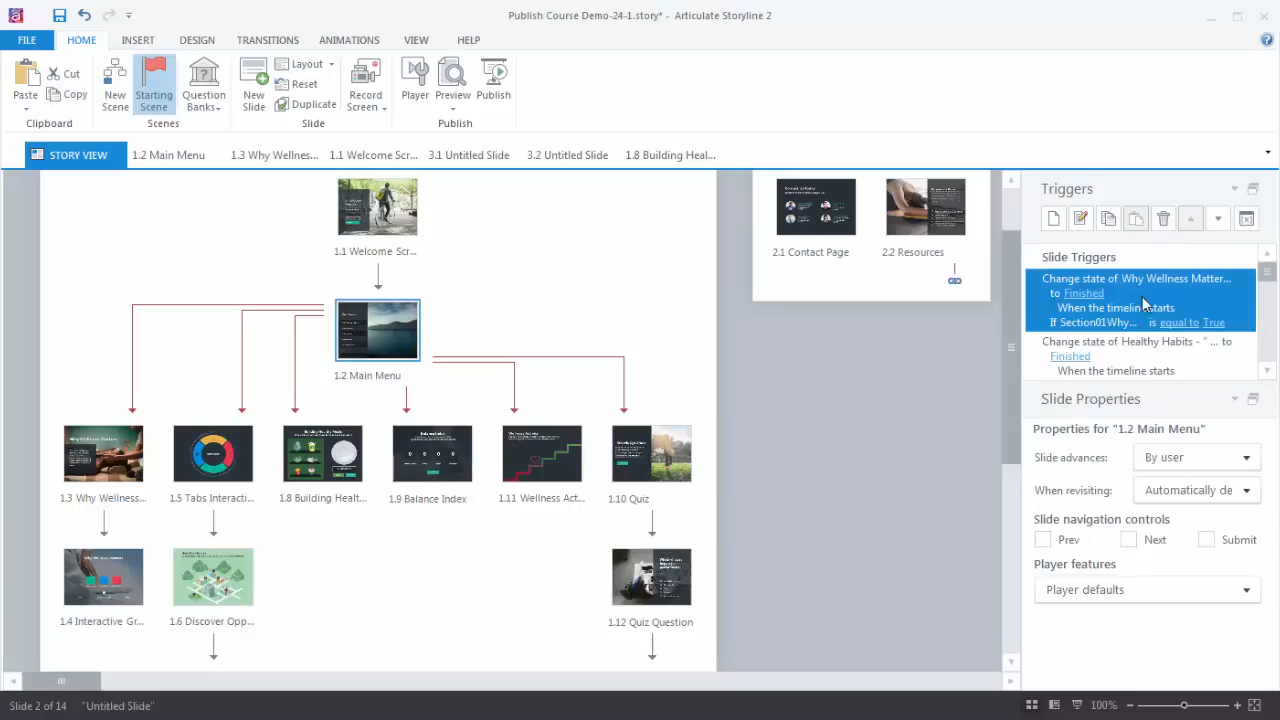 Publish Course Demo-24-1.story* - Articulate Storyline 2
FILE HOME INSERT DESIGN TRANSITIONS ANIMATIONS VIEW HELP
Paste
Cut
Copy
Clipboard
New Scene
Starting Scene
Question Banks
Scenes
New Slide
Layout
Reset
Duplicate
Slide
Record Screen
Player
Preview
Publish
Publish
STORY VIEW 1.2 Main Menu 1.3 Why Wellnes... 1.1 Welcome Scr... 3.1 Untitled Slide 3.2 Untitled Slide 1.8 Building Heal...
1.1 Welcome Scr...
1.2 Main Menu
1.3 Why Wellness...
1.5 Tabs Interacti...
1.8 Building Healt...
1.9 Balance Index
1.11 Wellness Act...
1.10 Quiz
1.4 Interactive Gr...
1.6 Discover Opp...
1.12 Quiz Question
2.1 Contact Page
2.2 Resources
Triggers
Slide Triggers
Change state of Why Wellness Matter...
to Finished
When the timeline starts
If Section01Why... is equal to True
Change state of Healthy Habits - " ... to
Finished
When the timeline starts
Slide Properties
Properties for "1.2 Main Menu"
Slide advances: By user
When revisiting: Automatically de
Slide navigation controls
Prev Next Submit
Player features
Player defaults
Slide 2 of 14 "Untitled Slide" 100%